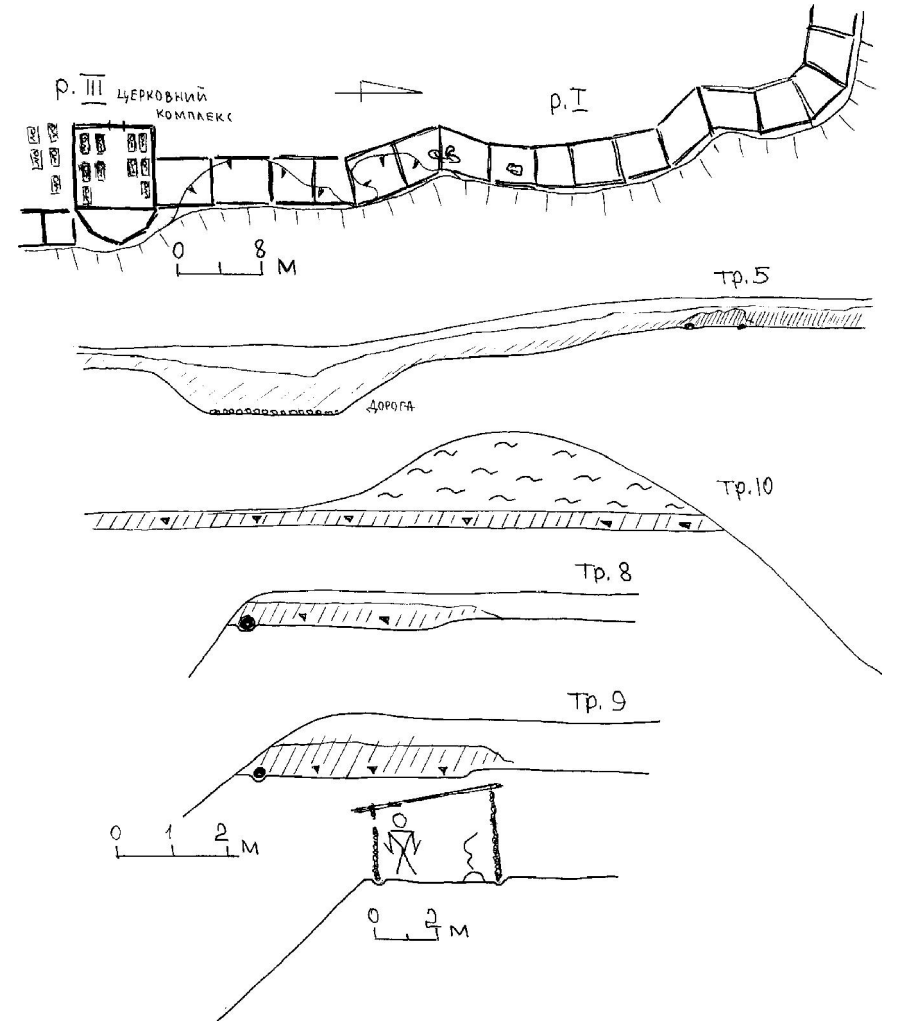 р. III ЦЕРКОВНИЙ
КОМПЛЕКС
р. I
0 8 М
Тр. 5
ДОРОГА
Тр. 10
Тр. 8
Тр. 9
0 1 2 М
0 2 М